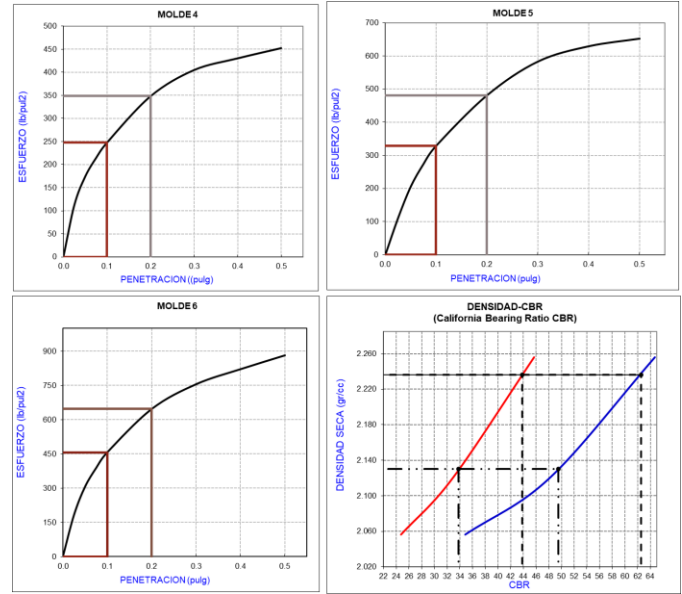 MOLDE 4
500
450
400
350
300
250
200
150
100
50
0
0.0 0.1 0.2 0.3 0.4 0.5
ESFUERZO (lb/pul2)
PENETRACION ((pulg)
MOLDE 5
700
600
500
400
300
200
100
0
0.0 0.1 0.2 0.3 0.4 0.5
ESFUERZO (lb/pul2)
PENETRACION (pulg)
MOLDE 6
900
750
600
450
300
150
0
0.0 0.1 0.2 0.3 0.4 0.5
ESFUERZO (lb/pul2)
PENETRACION (pulg)
DENSIDAD-CBR
(California Bearing Ratio CBR)
2.260
2.220
2.180
2.140
2.100
2.060
2.020
22 24 26 28 30 32 34 36 38 40 42 44 46 48 50 52 54 56 58 60 62 64
DENSIDAD SECA (gr/cc)
CBR